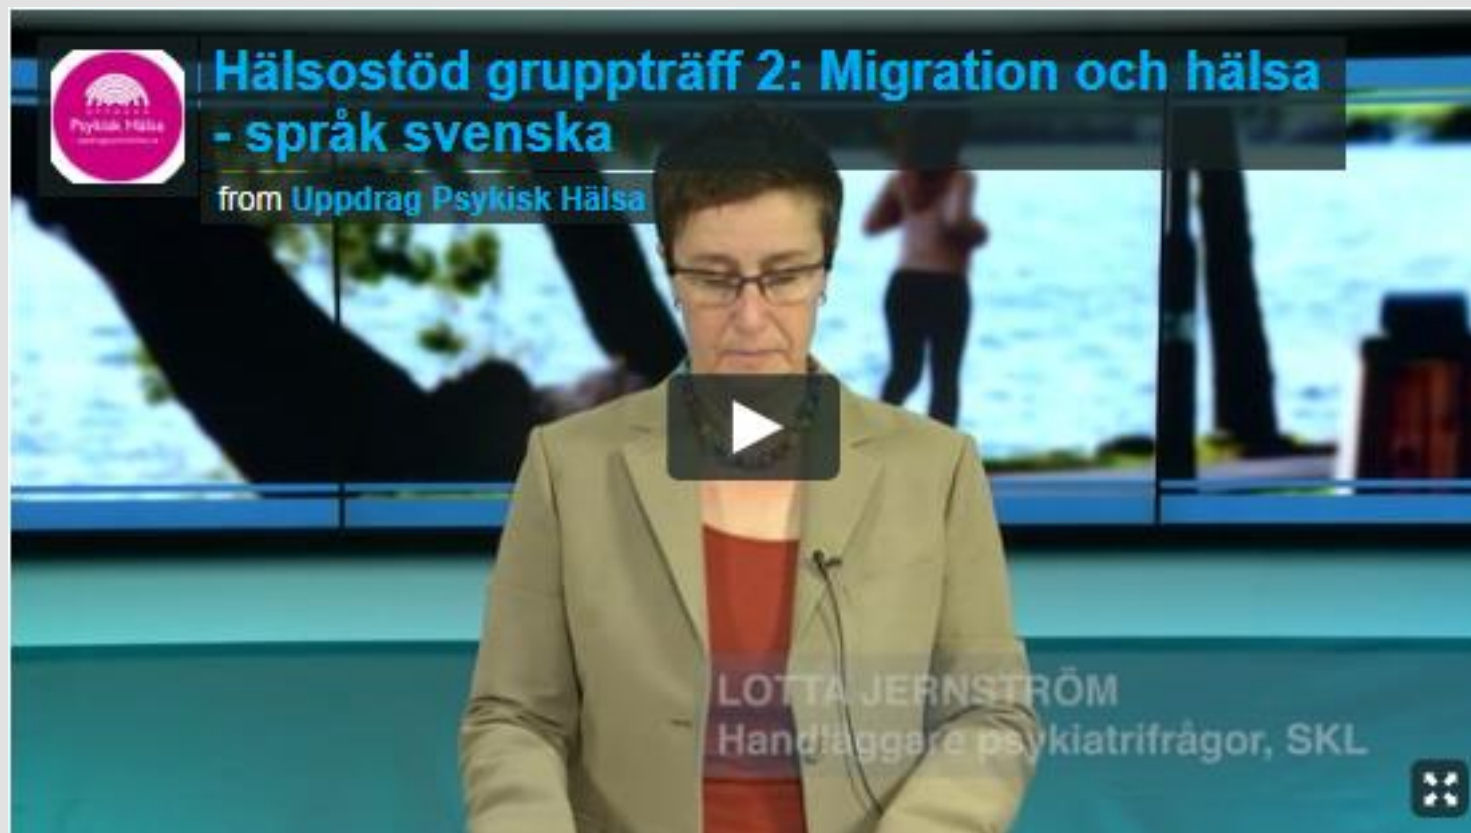 Hälsostöd gruppträff 2: Migration och hälsa
- språk svenska
from Uppdrag Psykisk Hälsa
UPPDRAG
Psykisk Hälsa
LOTTA JERNSTRÖM
Handläggare psykiatrifrågor, SKL